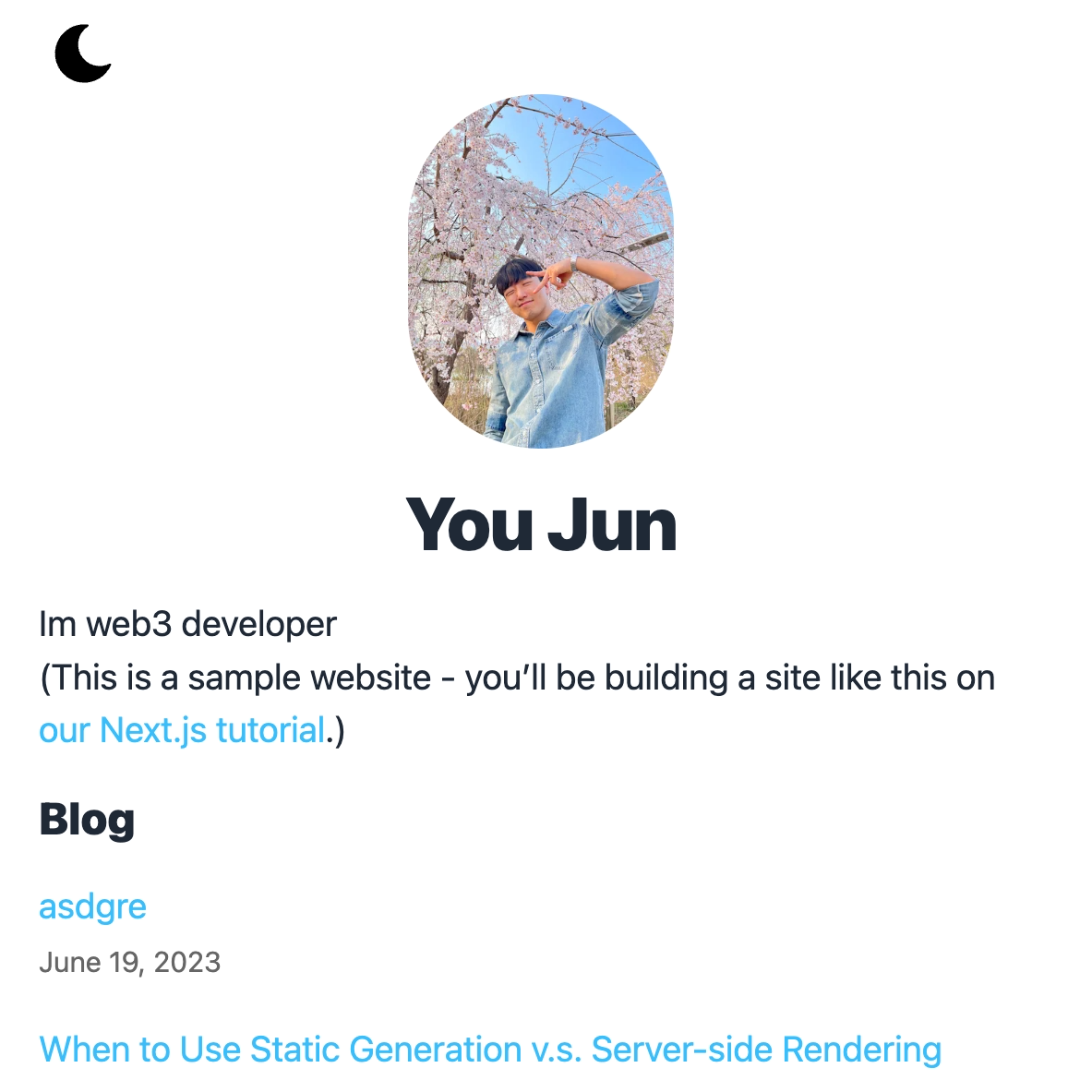 You Jun
Im web3 developer
(This is a sample website - you’ll be building a site like this on
our Next.js tutorial.)
Blog
asdgre
June 19, 2023
When to Use Static Generation v.s. Server-side Rendering